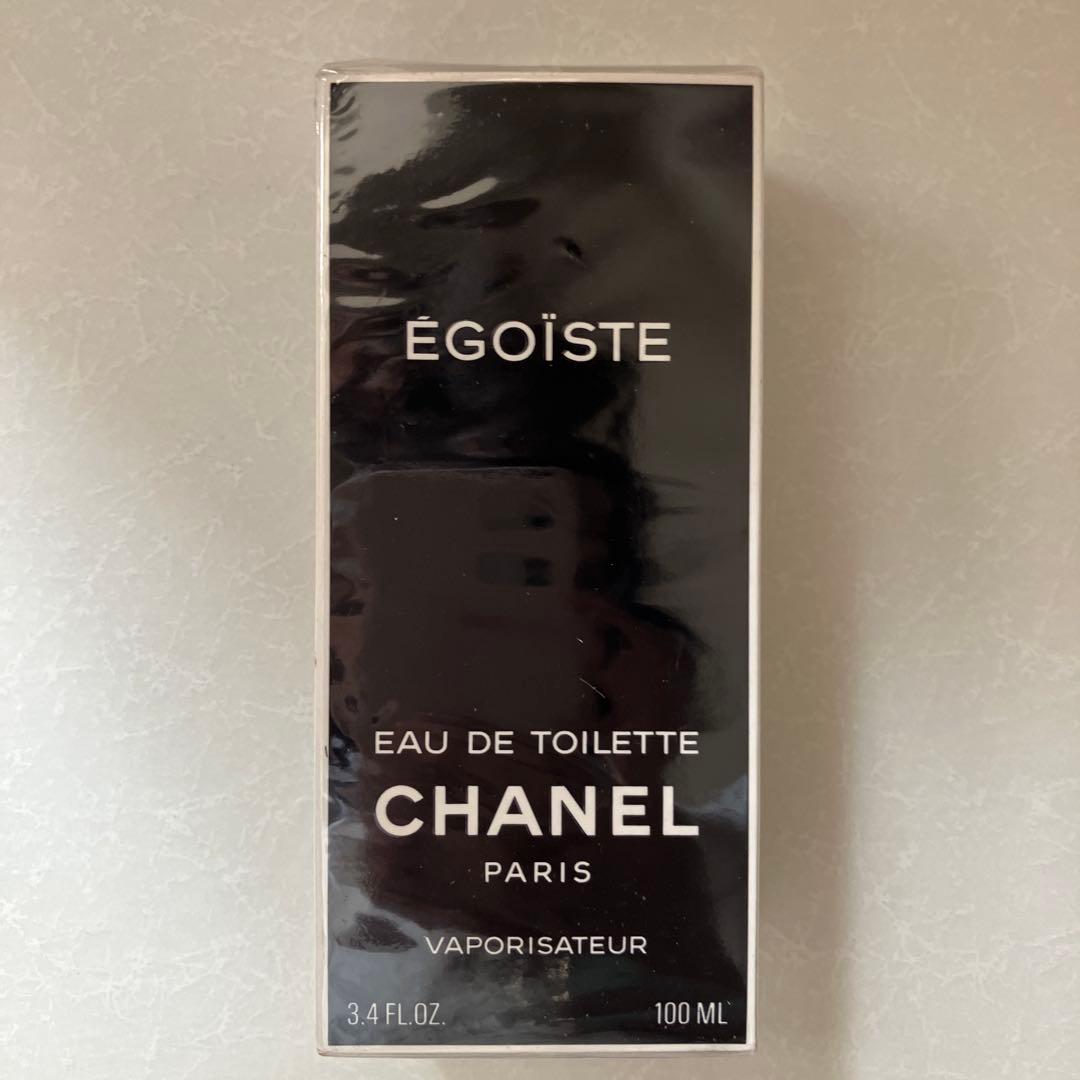 ÉGOÏSTE
EAU DE TOILETTE
CHANEL
PARIS
VAPORISATEUR
3.4 FL.OZ. 100 ML